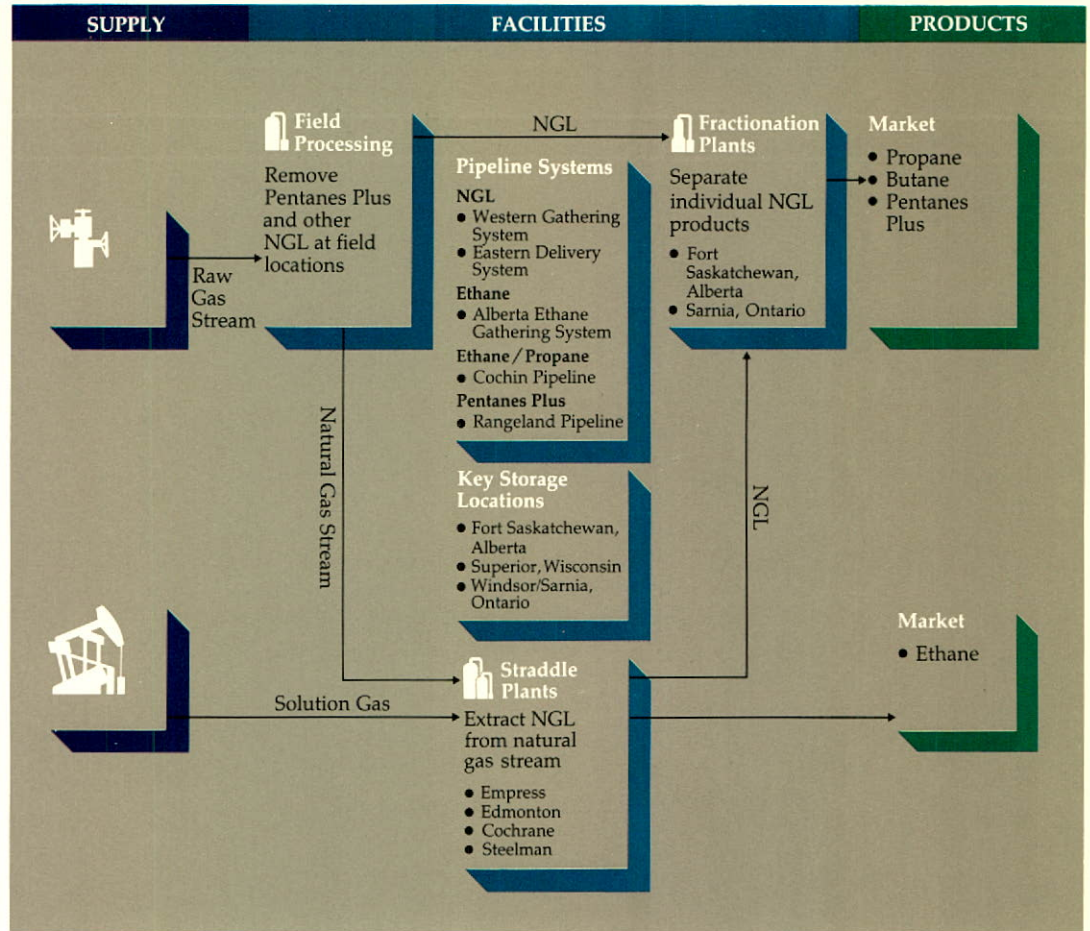 SUPPLY
FACILITIES
PRODUCTS
Field
Processing
Remove
Pentanes Plus
and other
NGL at field
locations
Raw
Gas
Stream
NGL
Pipeline Systems
NGL
● Western Gathering
System
● Eastern Delivery
System
Ethane
● Alberta Ethane
Gathering System
Ethane / Propane
● Cochin Pipeline
Pentanes Plus
● Rangeland Pipeline
Fractionation
Plants
Separate
individual NGL
products
● Fort
Saskatchewan,
Alberta
● Sarnia, Ontario
Market
● Propane
● Butane
● Pentanes
Plus
Natural Gas Stream
Key Storage
Locations
● Fort Saskatchewan,
Alberta
● Superior, Wisconsin
● Windsor/Sarnia,
Ontario
NGL
Solution Gas
Straddle
Plants
Extract NGL
from natural
gas stream
● Empress
● Edmonton
● Cochrane
● Steelman
Market
● Ethane